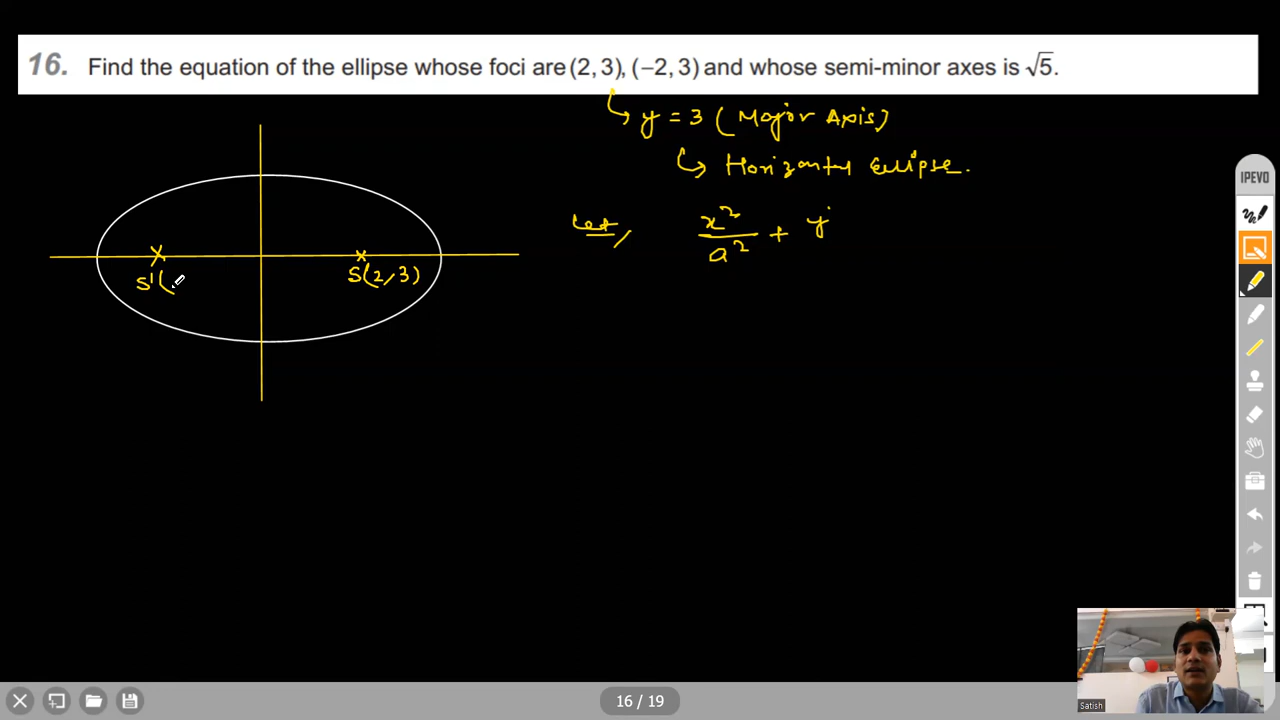 16. Find the equation of the ellipse whose foci are (2, 3), (−2, 3) and whose semi-minor axes is √5.
↳ y = 3 (Major Axis)
↳ Horizontal Ellipse.
Let, x²/a² + y
S'(
S(2,3)
IPEVO
16 / 19
Satish